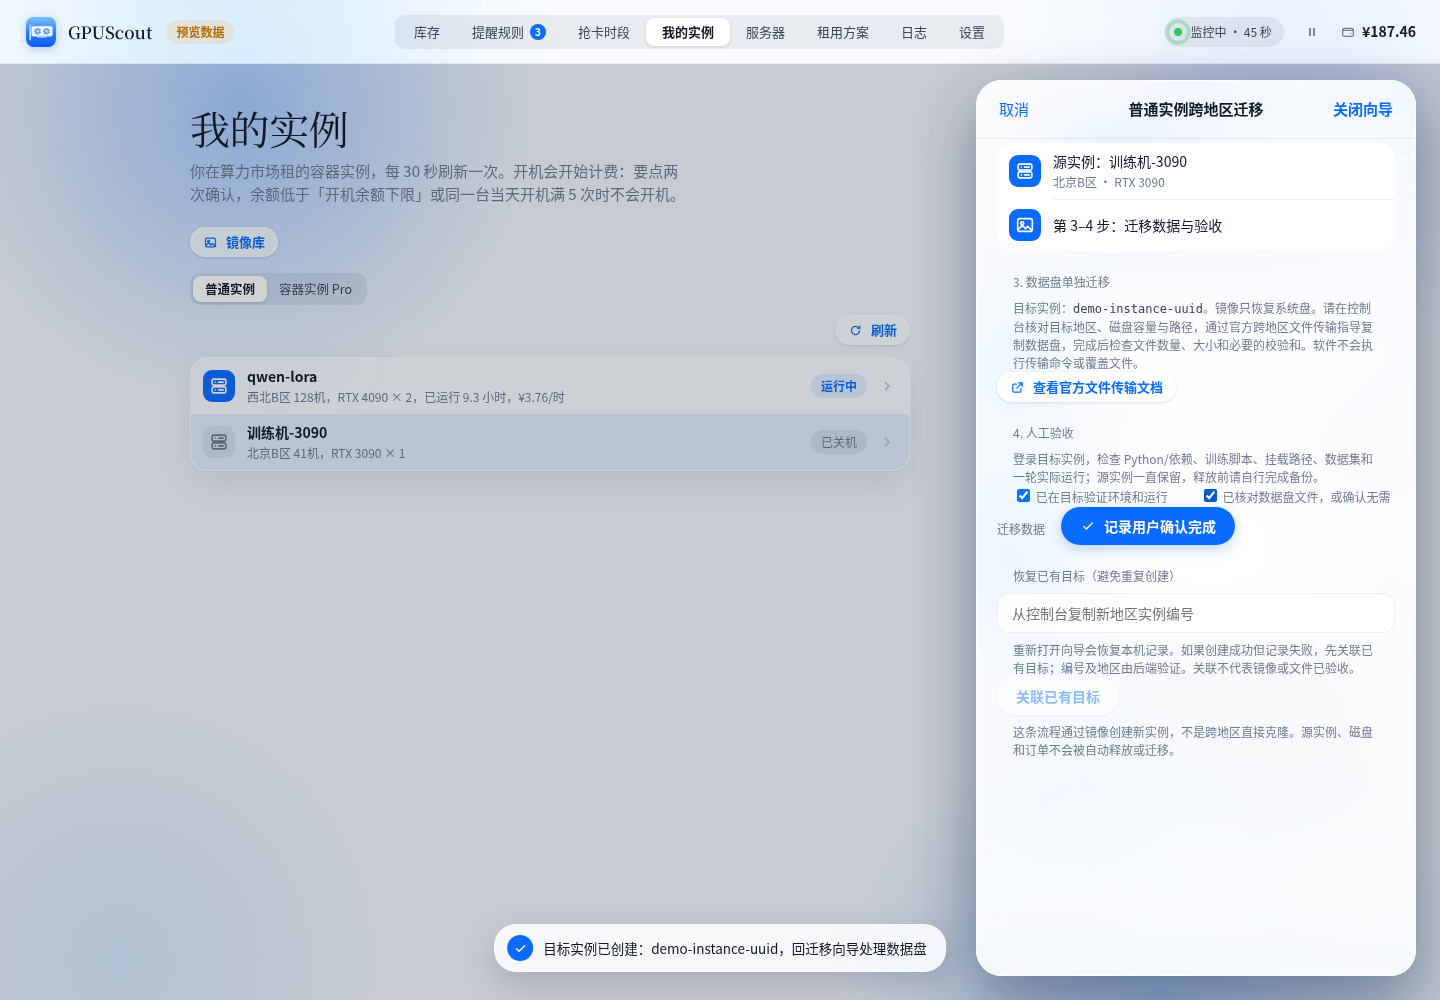 GPUScout 预览数据 库存 提醒规则 3 抢卡时段 我的实例 服务器 租用方案 日志 设置 监控中 · 45 秒 ¥187.46
我的实例
你在算力市场租的容器实例，每 30 秒刷新一次。开机会开始计费：要点两
次确认，余额低于「开机余额下限」或同一台当天开机满 5 次时不会开机。
镜像库
普通实例 容器实例 Pro
刷新
qwen-lora
西北B区 128机，RTX 4090 × 2，已运行 9.3 小时，¥3.76/时
运行中
训练机-3090
北京B区 41机，RTX 3090 × 1
已关机
取消 普通实例跨地区迁移 关闭向导
源实例：训练机-3090
北京B区 · RTX 3090
第 3–4 步：迁移数据与验收
3. 数据盘单独迁移
目标实例：demo-instance-uuid。镜像只恢复系统盘。请在控制
台核对目标地区、磁盘容量与路径，通过官方跨地区文件传输指导复
制数据盘，完成后检查文件数量、大小和必要的校验和。软件不会执
行传输命令或覆盖文件。
查看官方文件传输文档
4. 人工验收
登录目标实例，检查 Python/依赖、训练脚本、挂载路径、数据集和
一轮实际运行；源实例一直保留，释放前请自行完成备份。
已在目标验证环境和运行 已核对数据盘文件，或确认无需
迁移数据 记录用户确认完成
恢复已有目标（避免重复创建）
从控制台复制新地区实例编号
重新打开向导会恢复本机记录。如果创建成功但记录失败，先关联已
有目标；编号及地区由后端验证。关联不代表镜像或文件已验收。
关联已有目标
这条流程通过镜像创建新实例，不是跨地区直接克隆。源实例、磁盘
和订单不会被自动释放或迁移。
目标实例已创建：demo-instance-uuid，回迁移向导处理数据盘